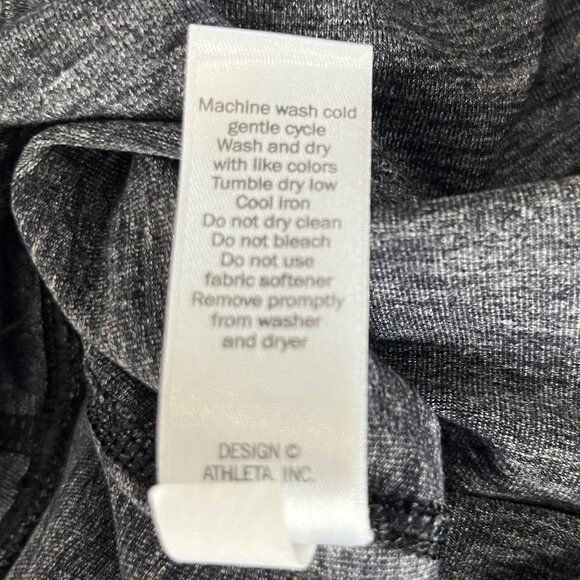 Machine wash cold
gentle cycle
Wash and dry
with like colors
Tumble dry low
Cool iron
Do not dry clean
Do not bleach
Do not use
fabric softener
Remove promptly
from washer
and dryer
DESIGN ©
ATHLETA, INC.